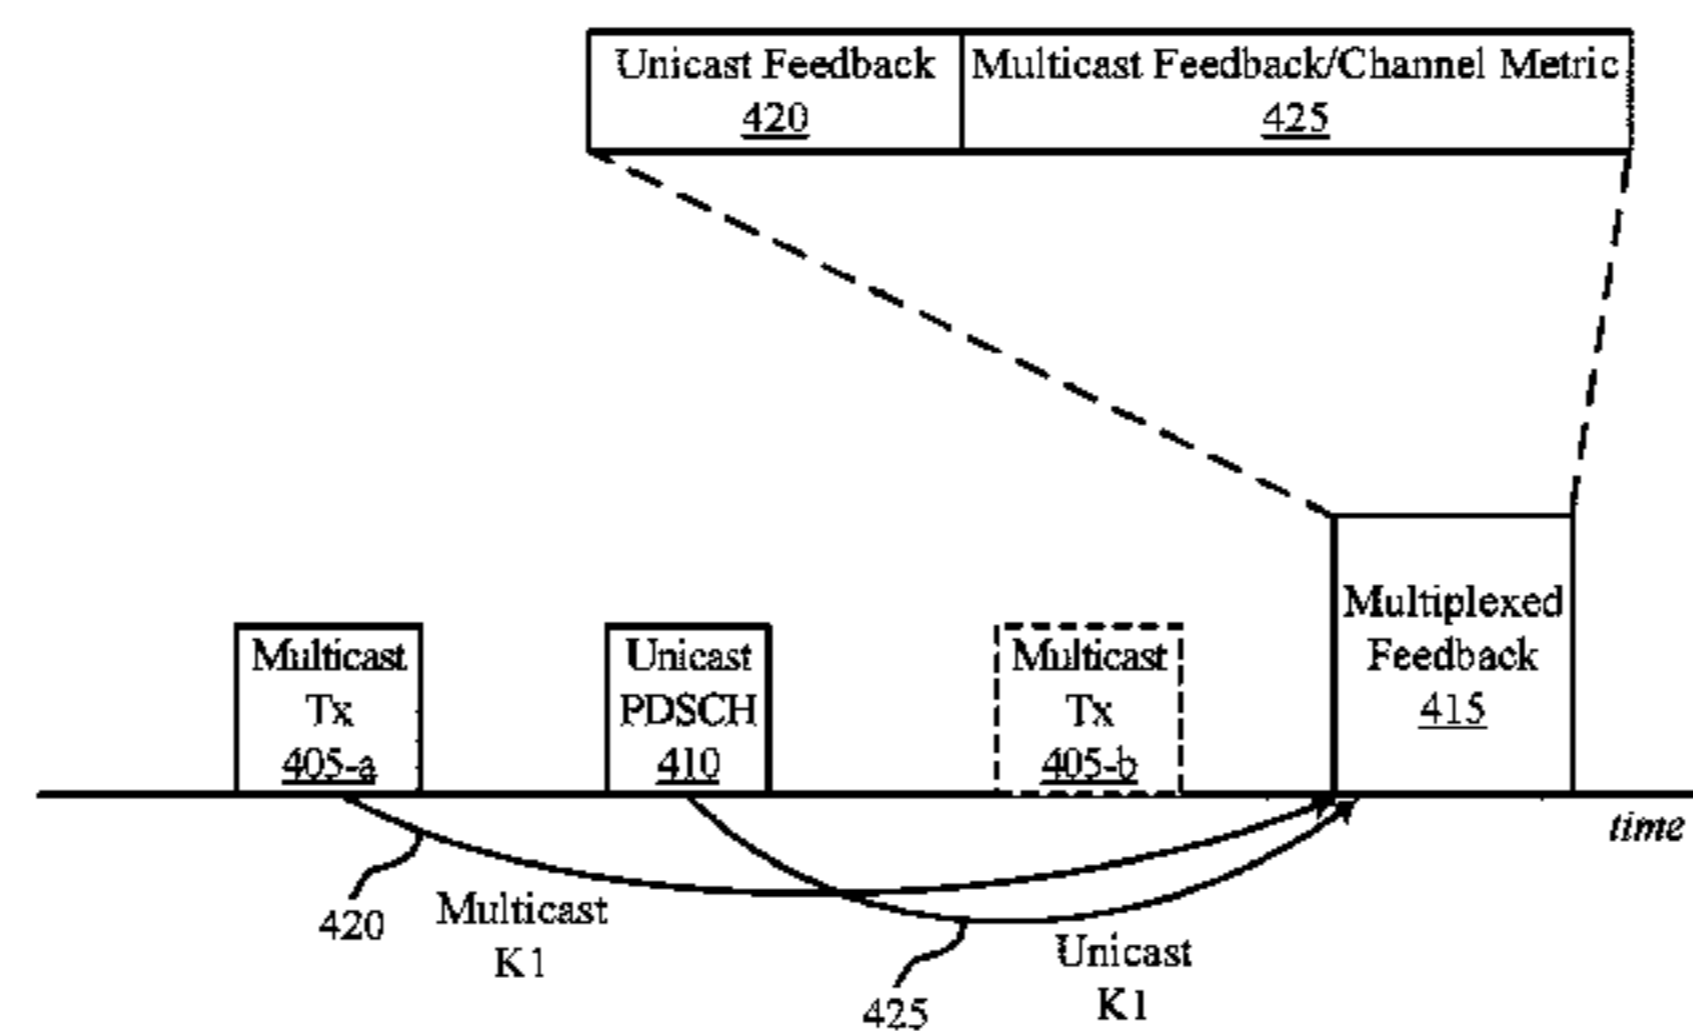 Unicast Feedback
420
Multicast Feedback/Channel Metric
425
Multicast
Tx
405-a
Unicast
PDSCH
410
Multicast
Tx
405-b
Multiplexed
Feedback
415
time
420
Multicast
K1
425
Unicast
K1